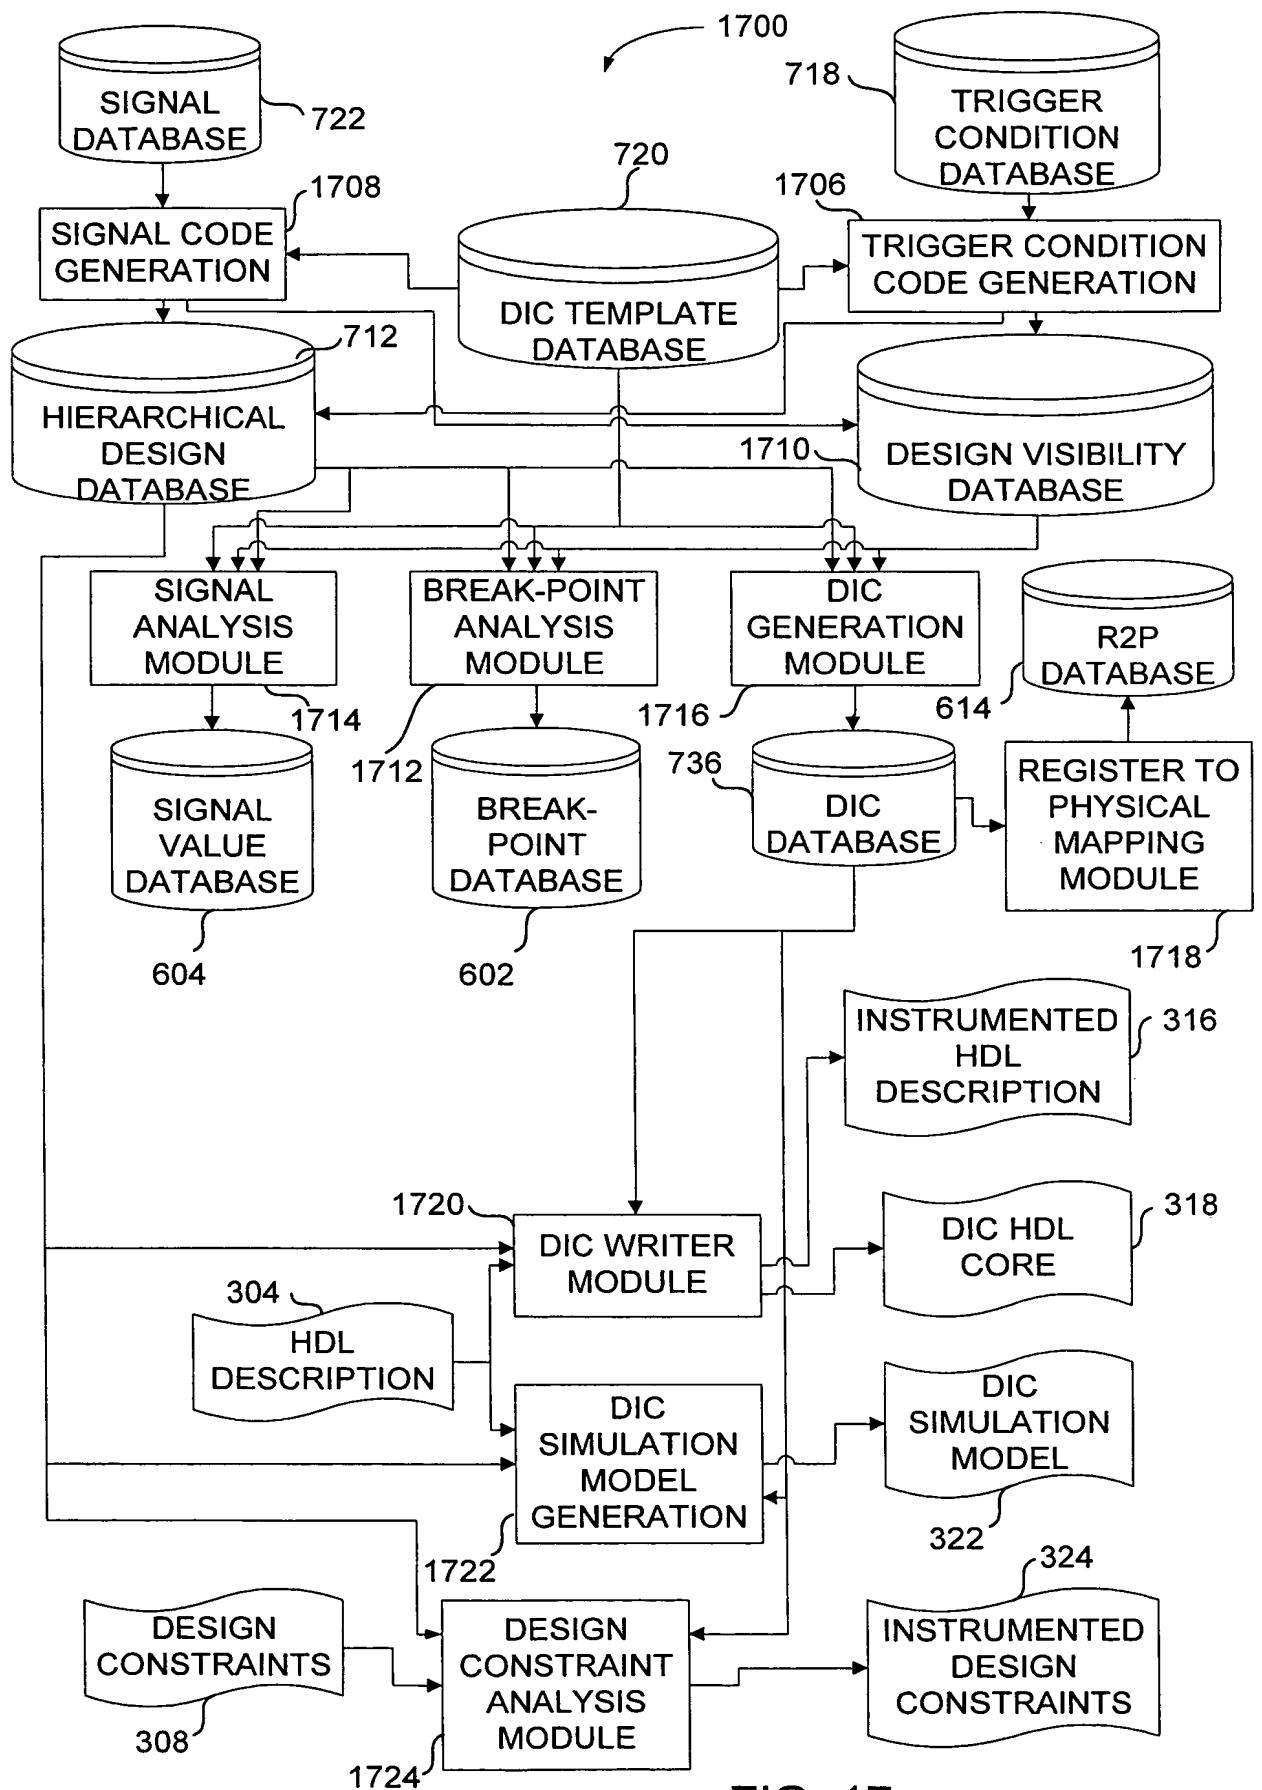 1700
SIGNAL
DATABASE
722
718
TRIGGER
CONDITION
DATABASE
720
1708
1706
SIGNAL CODE
GENERATION
DIC TEMPLATE
DATABASE
TRIGGER CONDITION
CODE GENERATION
712
HIERARCHICAL
DESIGN
DATABASE
1710
DESIGN VISIBILITY
DATABASE
SIGNAL
ANALYSIS
MODULE
1714
BREAK-POINT
ANALYSIS
MODULE
1712
DIC
GENERATION
MODULE
1716
R2P
DATABASE
614
SIGNAL
VALUE
DATABASE
604
BREAK-
POINT
DATABASE
602
736
DIC
DATABASE
REGISTER TO
PHYSICAL
MAPPING
MODULE
1718
INSTRUMENTED
HDL
DESCRIPTION
316
1720
DIC WRITER
MODULE
DIC HDL
CORE
318
304
HDL
DESCRIPTION
DIC
SIMULATION
MODEL
GENERATION
1722
DIC
SIMULATION
MODEL
322
324
DESIGN
CONSTRAINTS
308
DESIGN
CONSTRAINT
ANALYSIS
MODULE
1724
INSTRUMENTED
DESIGN
CONSTRAINTS